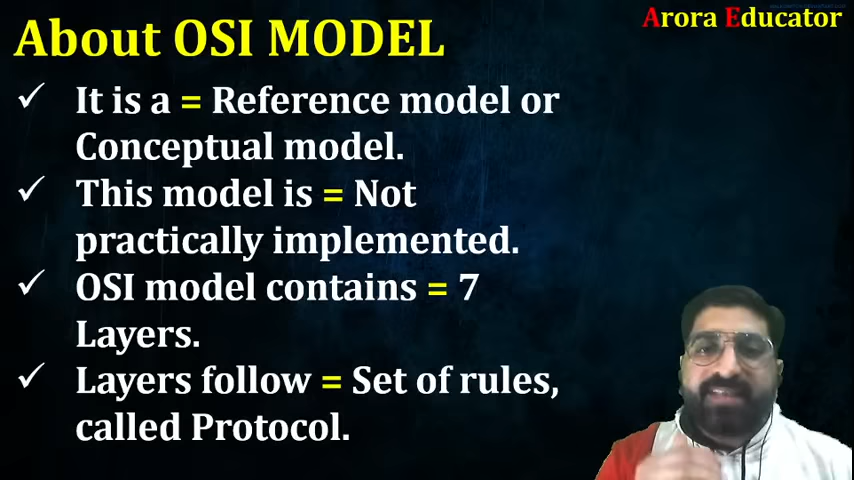 About OSI MODEL
Arora Educator
✓ It is a = Reference model or
Conceptual model.
✓ This model is = Not
practically implemented.
✓ OSI model contains = 7
Layers.
✓ Layers follow = Set of rules,
called Protocol.